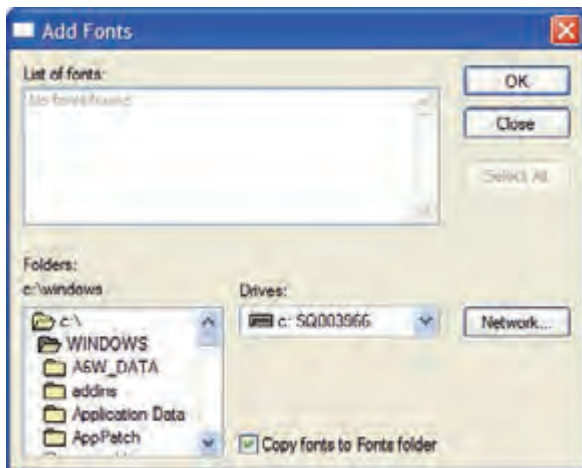 Add Fonts
List of fonts:
No fonts found
OK
Close
Select All
Folders:
c:\windows
Drives:
c:\
WINDOWS
A6W_DATA
addins
Application Data
AppPatch
c: SQ003966
Network...
Copy fonts to Fonts folder